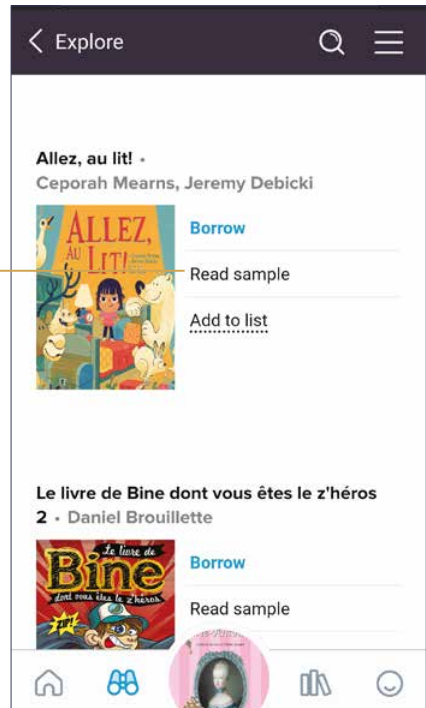 Explore
Allez, au lit! •
Ceporah Mearns, Jeremy Debicki
ALLEZ,
AU LIT!
Borrow
Read sample
Add to list
Le livre de Bine dont vous êtes le z'héros
2 • Daniel Brouillette
Le livre de
Bine
dont vous êtes le z'héros
ZIP!
Borrow
Read sample